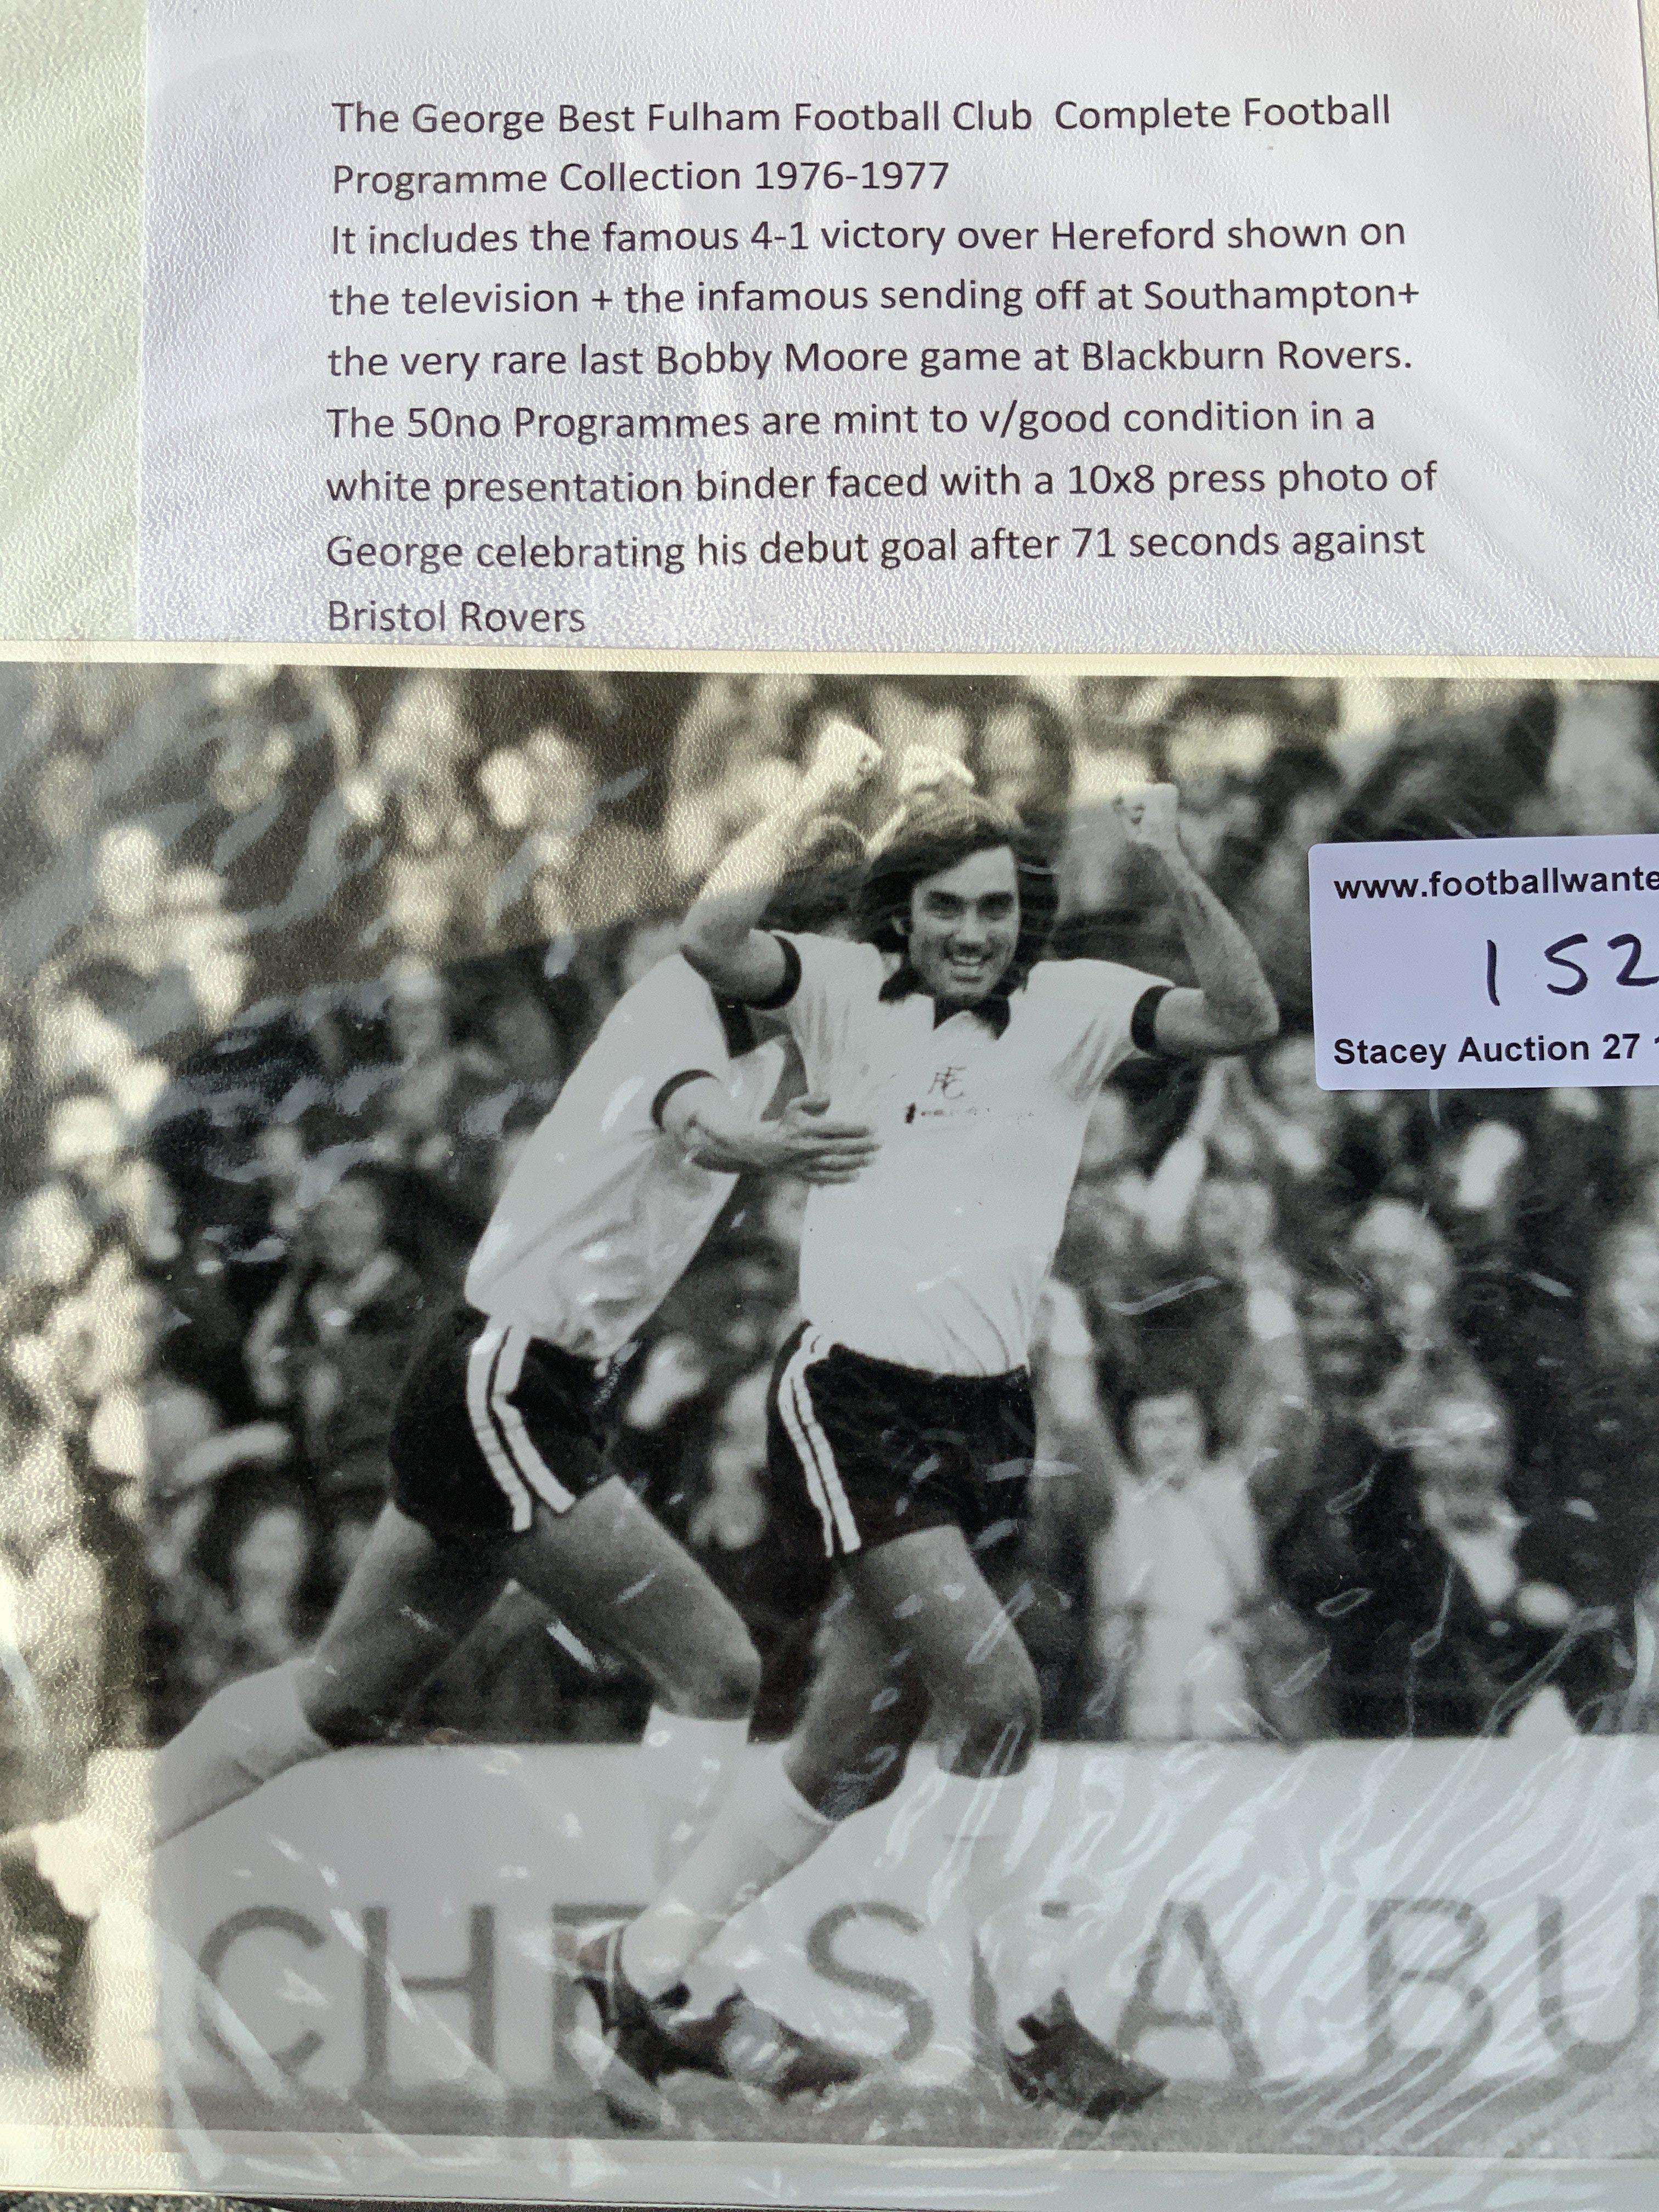 The George Best Fulham Football Club Complete Football
Programme Collection 1976-1977
It includes the famous 4-1 victory over Hereford shown on
the television + the infamous sending off at Southampton+
the very rare last Bobby Moore game at Blackburn Rovers.
The 50no Programmes are mint to v/good condition in a
white presentation binder faced with a 10x8 press photo of
George celebrating his debut goal after 71 seconds against
Bristol Rovers
www.footballwante
152
Stacey Auction 27
FFC
CHELSEA BU